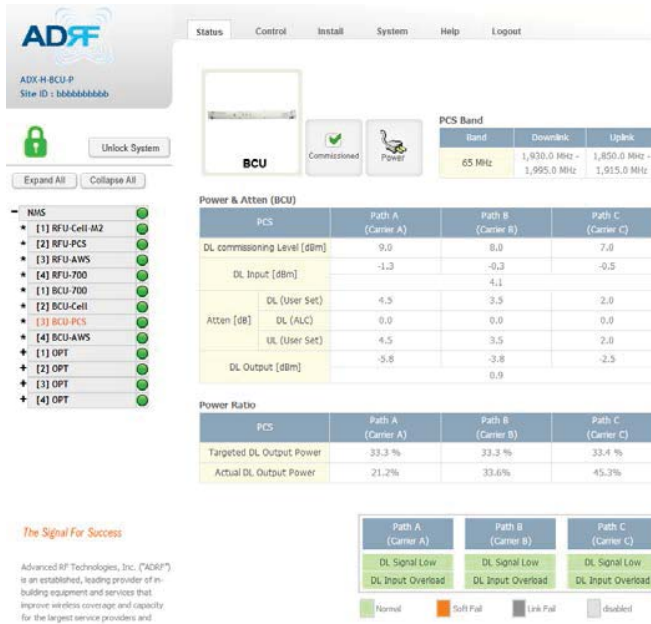 ADRF
Status Control Install System Help Logout
ADX-H-BCU-P
Site ID : bbbbbbbbbb
Unlock System
Expand All Collapse All
NMS
[1] RFU-Cell-M2
[2] RFU-PCS
[3] RFU-AWS
[4] RFU-700
[1] BCU-700
[2] BCU-Cell
[3] BCU-PCS
[4] BCU-AWS
[1] OPT
[2] OPT
[3] OPT
[4] OPT
BCU
Commissioned
Power
PCS Band
Band Downlink Uplink
65 MHz 1,930.0 MHz - 1,995.0 MHz 1,850.0 MHz - 1,915.0 MHz
Power & Atten (BCU)
PCS Path A (Carrier A) Path B (Carrier B) Path C (Carrier C)
DL commissioning Level [dBm] 9.0 8.0 7.0
DL Input [dBm] -1.3 -0.3 -0.5
4.1
Atten [dB] DL (User Set) 4.5 3.5 2.0
DL (ALC) 0.0 0.0 0.0
UL (User Set) 4.5 3.5 2.0
DL Output [dBm] -5.8 -3.8 -2.5
0.9
Power Ratio
PCS Path A (Carrier A) Path B (Carrier B) Path C (Carrier C)
Targeted DL Output Power 33.3 % 33.3 % 33.4 %
Actual DL Output Power 21.2% 33.6% 45.3%
Path A (Carrier A) Path B (Carrier B) Path C (Carrier C)
DL Signal Low DL Signal Low DL Signal Low
DL Input Overload DL Input Overload DL Input Overload
Normal Soft Fail Link Fail disabled
The Signal For Success
Advanced RF Technologies, Inc. ("ADRF")
is an established, leading provider of in-
building equipment and services that
improve wireless coverage and capacity
for the largest service providers and